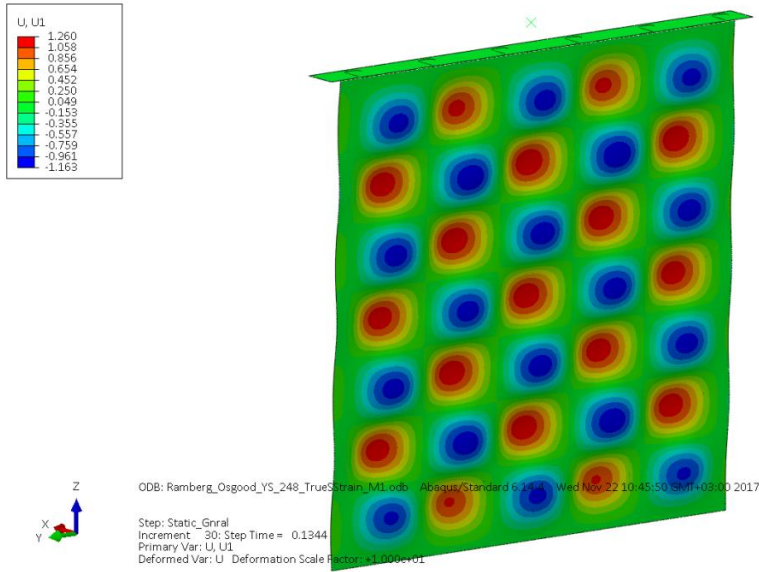 U, U1
1.260
1.058
0.856
0.654
0.452
0.250
0.049
-0.153
-0.355
-0.557
-0.759
-0.961
-1.163
Z
X
Y
ODB: Ramberg_Osgood_YS_248_TrueSStrain_M1.odb Abaqus/Standard 6.14-4 Wed Nov 22 10:45:50 GMT+03:00 2017
Step: Static_Gnral
Increment 30: Step Time = 0.1344
Primary Var: U, U1
Deformed Var: U Deformation Scale Factor: +1.000e+01